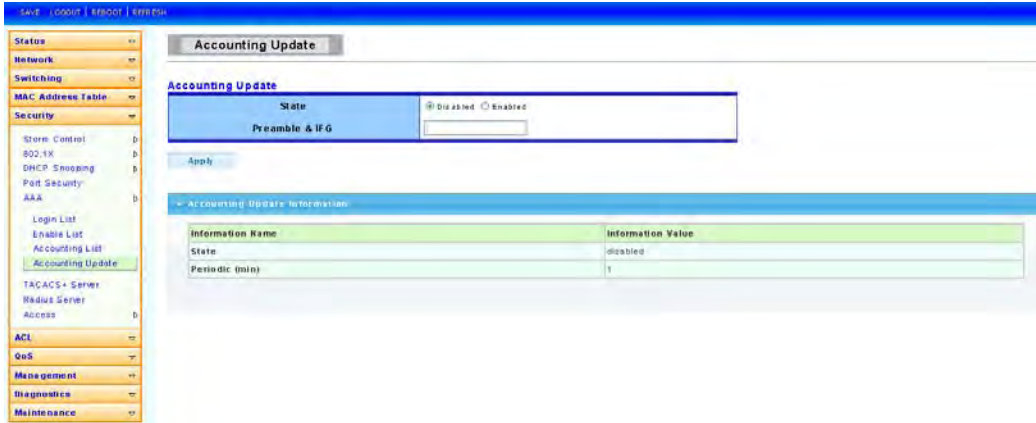 SAVE | LOGOUT | REBOOT | REFRESH
Status
Network
Switching
MAC Address Table
Security
Storm Control
802.1X
DHCP Snooping
Port Security
AAA
Login List
Enable List
Accounting List
Accounting Update
TACACS+ Server
Radius Server
Access
ACL
QoS
Management
Diagnostics
Maintenance
Accounting Update
Accounting Update
State Disabled Enabled
Preamble & IFG
Apply
Accounting Update Information
Information Name Information Value
State disabled
Periodic (min) 1